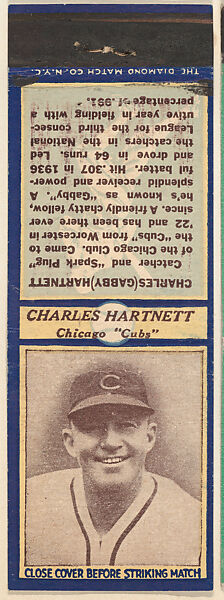 THE DIAMOND MATCH CO. N.Y.C.
CHARLES (GABBY) HARTNETT
Catcher and "Spark Plug"
of the Chicago Club. Came to
the "Cubs" from Worcester in
'22 and has been there ever
since. A friendly chatty fellow,
he's known as "Gabby". A
splendid receiver and power-
ful batter. Hit .307 in 1936
and drove in 64 runs. Led
the catchers in the National
League for the third consec-
utive year in fielding with a
percentage of .991.
CHARLES HARTNETT
Chicago "Cubs"
C
CLOSE COVER BEFORE STRIKING MATCH